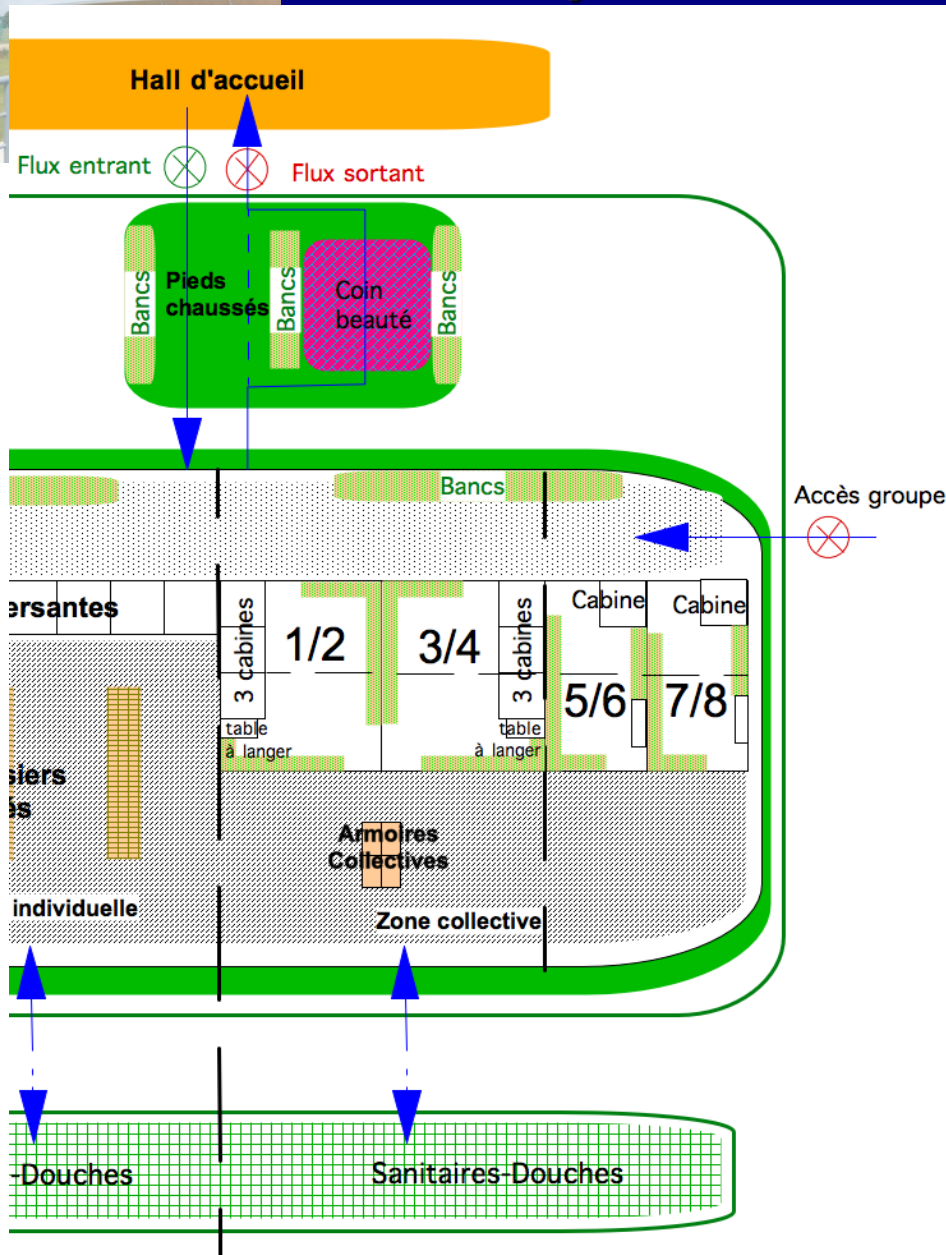 Hall d'accueil
Flux entrant
Flux sortant
Bancs
Pieds
chaussés
Bancs
Coin
beauté
Bancs
Bancs
Accès groupe
ersantes
3 cabines
1/2
3/4
3 cabines
Cabine
Cabine
5/6
7/8
table
à langer
table
à langer
siers
és
Armoires
Collectives
individuelle
Zone collective
-Douches
Sanitaires-Douches